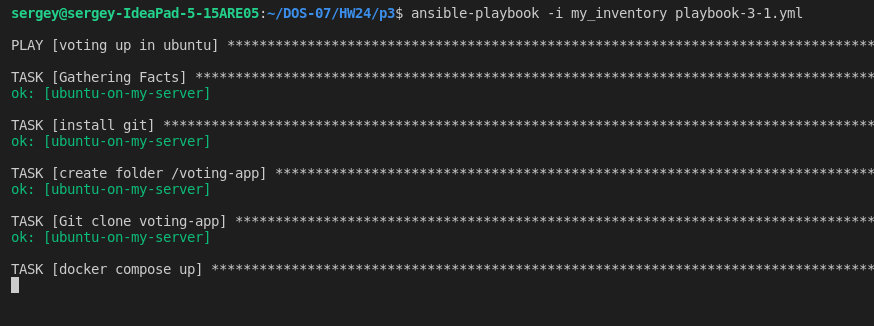 sergey@sergey-IdeaPad-5-15ARE05:~/DOS-07/HW24/p3$ ansible-playbook -i my_inventory playbook-3-1.yml
PLAY [voting up in ubuntu] *********************************************************************************
TASK [Gathering Facts] *************************************************************************************
ok: [ubuntu-on-my-server]
TASK [install git] *****************************************************************************************
ok: [ubuntu-on-my-server]
TASK [create folder /voting-app] ***************************************************************************
ok: [ubuntu-on-my-server]
TASK [Git clone voting-app] ********************************************************************************
ok: [ubuntu-on-my-server]
TASK [docker compose up] ***********************************************************************************